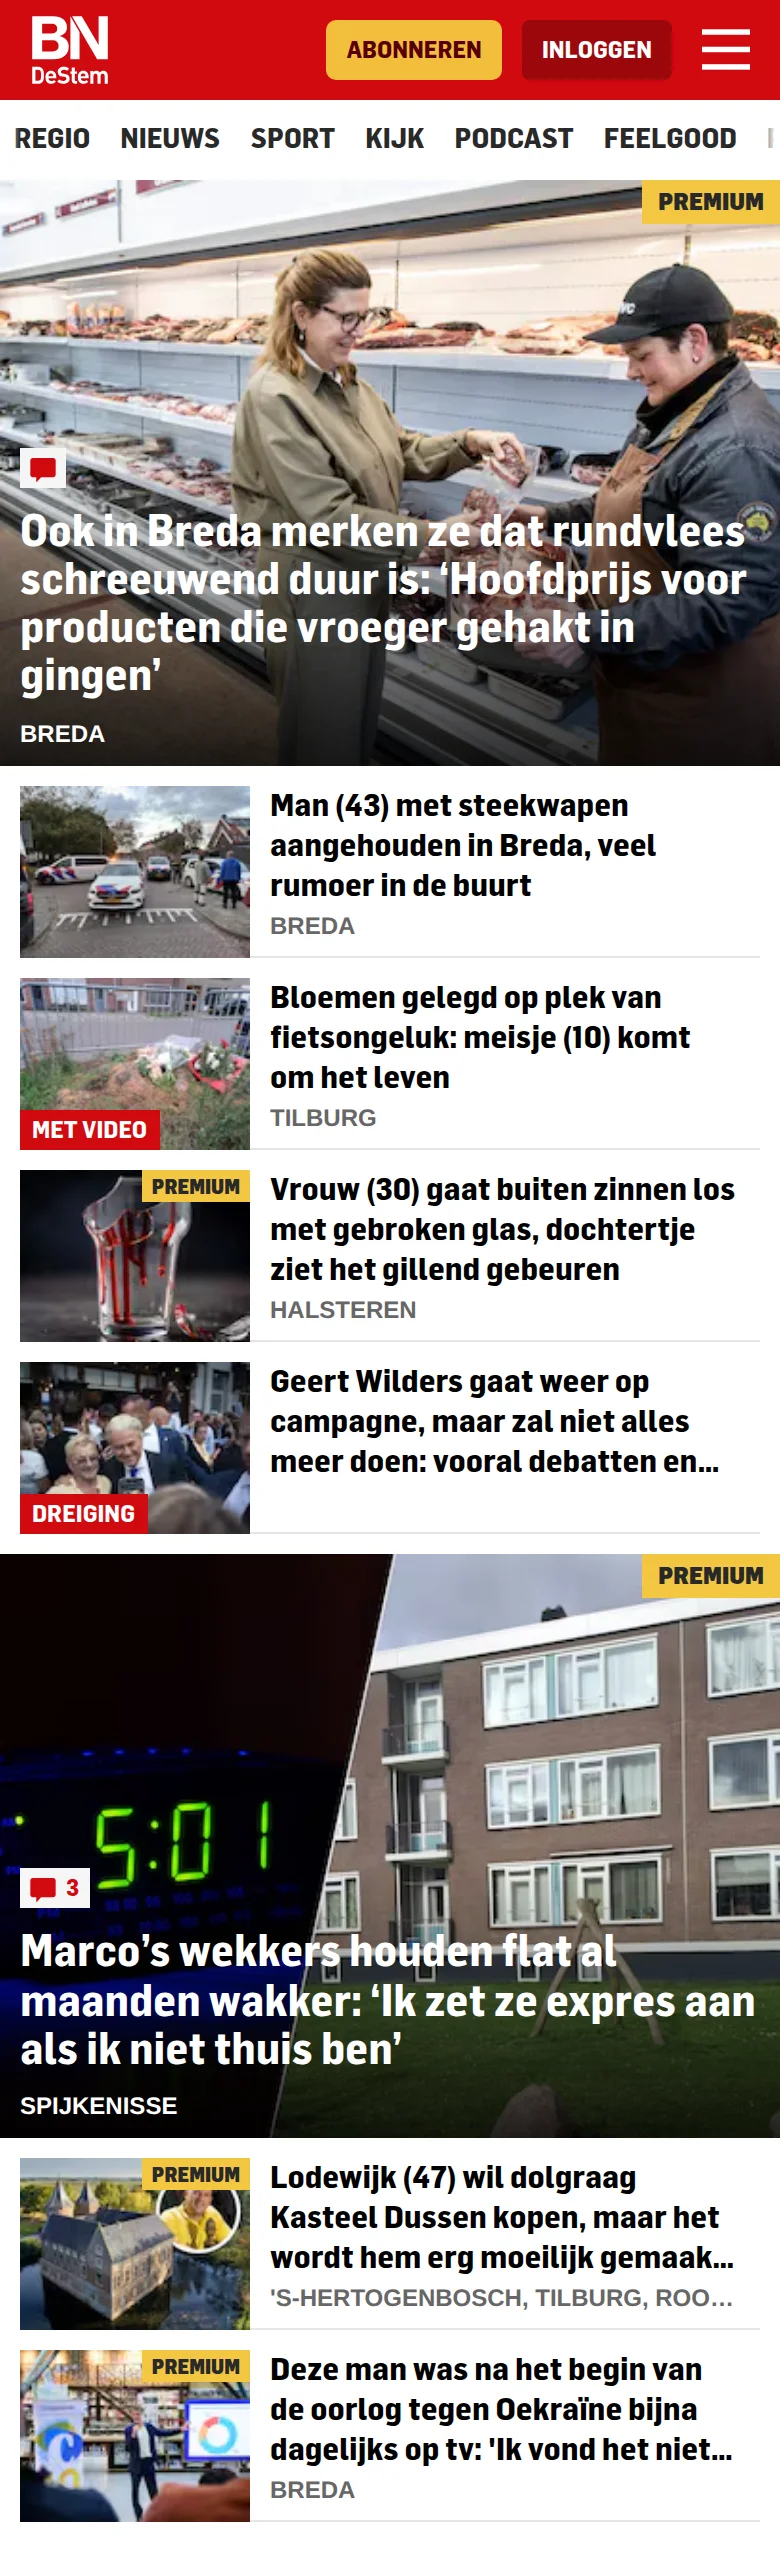 BN
DeStem
ABONNEREN
INLOGGEN
REGIO NIEUWS SPORT KIJK PODCAST FEELGOOD
PREMIUM
Ook in Breda merken ze dat rundvlees
schreeuwend duur is: ‘Hoofdprijs voor
producten die vroeger gehakt in
gingen’
BREDA
Man (43) met steekwapen
aangehouden in Breda, veel
rumoer in de buurt
BREDA
MET VIDEO
Bloemen gelegd op plek van
fietsongeluk: meisje (10) komt
om het leven
TILBURG
PREMIUM
Vrouw (30) gaat buiten zinnen los
met gebroken glas, dochtertje
ziet het gillend gebeuren
HALSTEREN
DREIGING
Geert Wilders gaat weer op
campagne, maar zal niet alles
meer doen: vooral debatten en...
PREMIUM
5:01
3
Marco’s wekkers houden flat al
maanden wakker: ‘Ik zet ze expres aan
als ik niet thuis ben’
SPIJKENISSE
PREMIUM
Lodewijk (47) wil dolgraag
Kasteel Dussen kopen, maar het
wordt hem erg moeilijk gemaak...
'S-HERTOGENBOSCH, TILBURG, ROO...
PREMIUM
Deze man was na het begin van
de oorlog tegen Oekraïne bijna
dagelijks op tv: 'Ik vond het niet...
BREDA